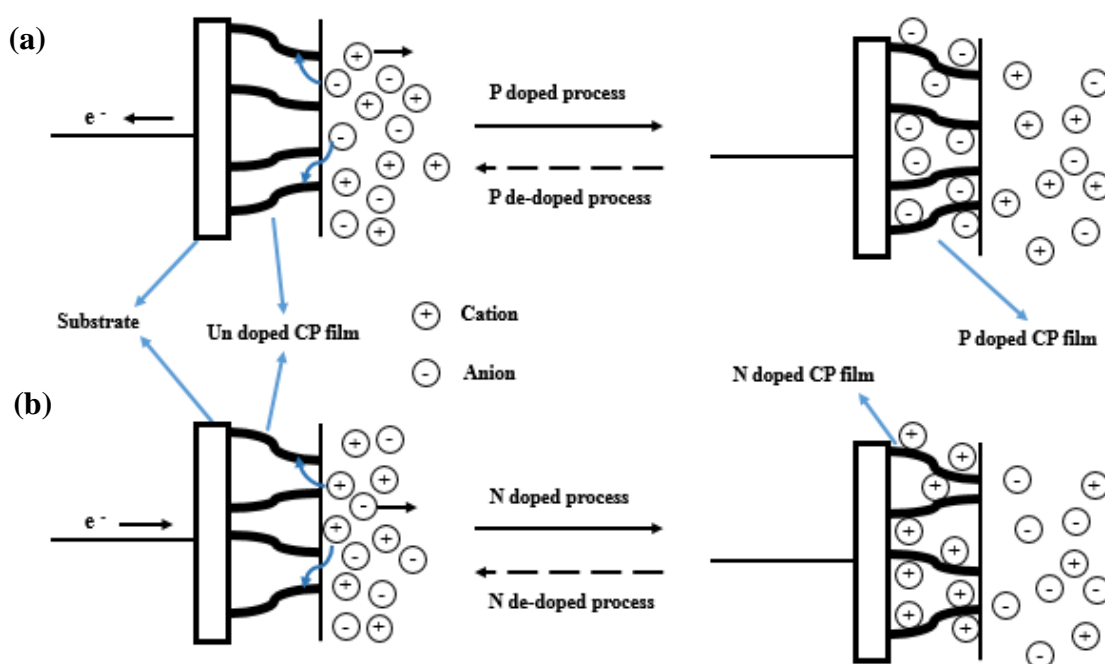 (a)
e -
P doped process
P de-doped process
Substrate
Un doped CP film
+ Cation
- Anion
P doped CP film
N doped CP film
(b)
e -
N doped process
N de-doped process